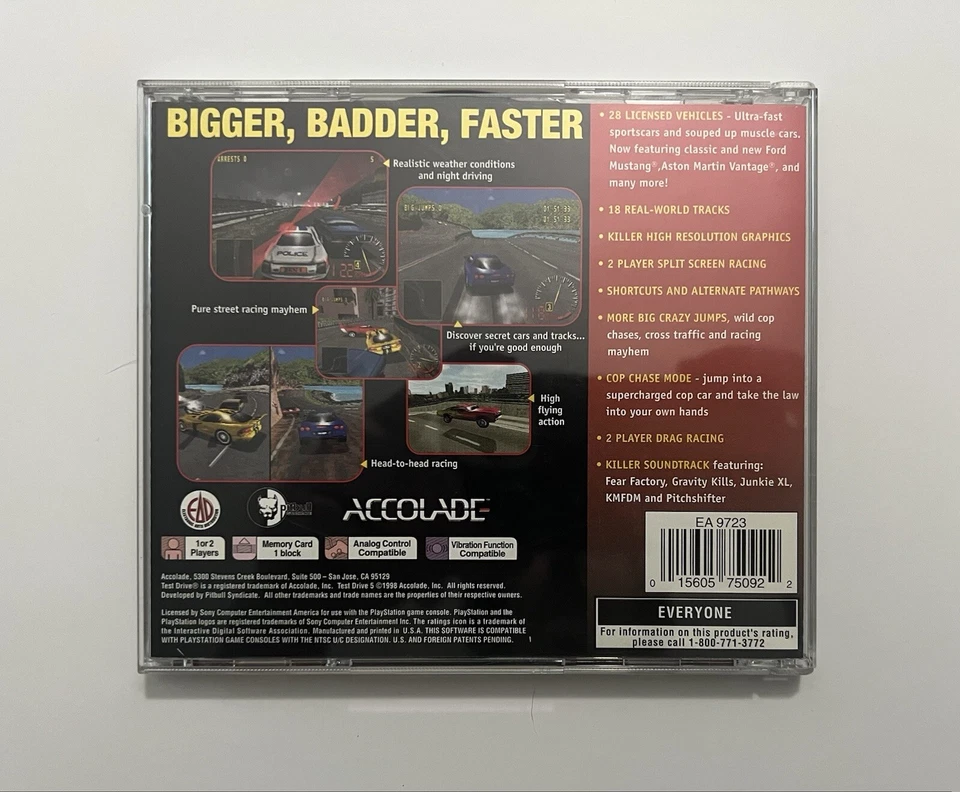 BIGGER, BADDER, FASTER
ARRESTS 0
5
Realistic weather conditions
and night driving
POLICE
BIG JUMPS 0
01 51 33
01 51 33
Pure street racing mayhem
Discover secret cars and tracks...
if you're good enough
High
flying
action
Head-to-head racing
• 28 LICENSED VEHICLES - Ultra-fast
sportscars and souped up muscle cars.
Now featuring classic and new Ford
Mustang®,Aston Martin Vantage®, and
many more!
• 18 REAL-WORLD TRACKS
• KILLER HIGH RESOLUTION GRAPHICS
• 2 PLAYER SPLIT SCREEN RACING
• SHORTCUTS AND ALTERNATE PATHWAYS
• MORE BIG CRAZY JUMPS, wild cop
chases, cross traffic and racing
mayhem
• COP CHASE MODE - jump into a
supercharged cop car and take the law
into your own hands
• 2 PLAYER DRAG RACING
• KILLER SOUNDTRACK featuring:
Fear Factory, Gravity Kills, Junkie XL,
KMFDM and Pitchshifter
EAD
pitbull
ACCOLADE™
1 or 2
Players
Memory Card
1 block
Analog Control
Compatible
Vibration Function
Compatible
Accolade, 5300 Stevens Creek Boulevard, Suite 500 – San Jose, CA 95129
Test Drive® is a registered trademark of Accolade, Inc. Test Drive 5 ©1998 Accolade, Inc. All rights reserved.
Developed by Pitbull Syndicate. All other trademarks and trade names are the properties of their respective owners.
Licensed by Sony Computer Entertainment America for use with the PlayStation game console. PlayStation and the
PlayStation logos are registered trademarks of Sony Computer Entertainment Inc. The ratings icon is a trademark of
the Interactive Digital Software Association. Manufactured and printed in U.S.A. THIS SOFTWARE IS COMPATIBLE
WITH PLAYSTATION GAME CONSOLES WITH THE NTSC U/C DESIGNATION. U.S. AND FOREIGN PATENTS PENDING.
EA 9723
0 15605 75092 2
EVERYONE
For information on this product's rating,
please call 1-800-771-3772